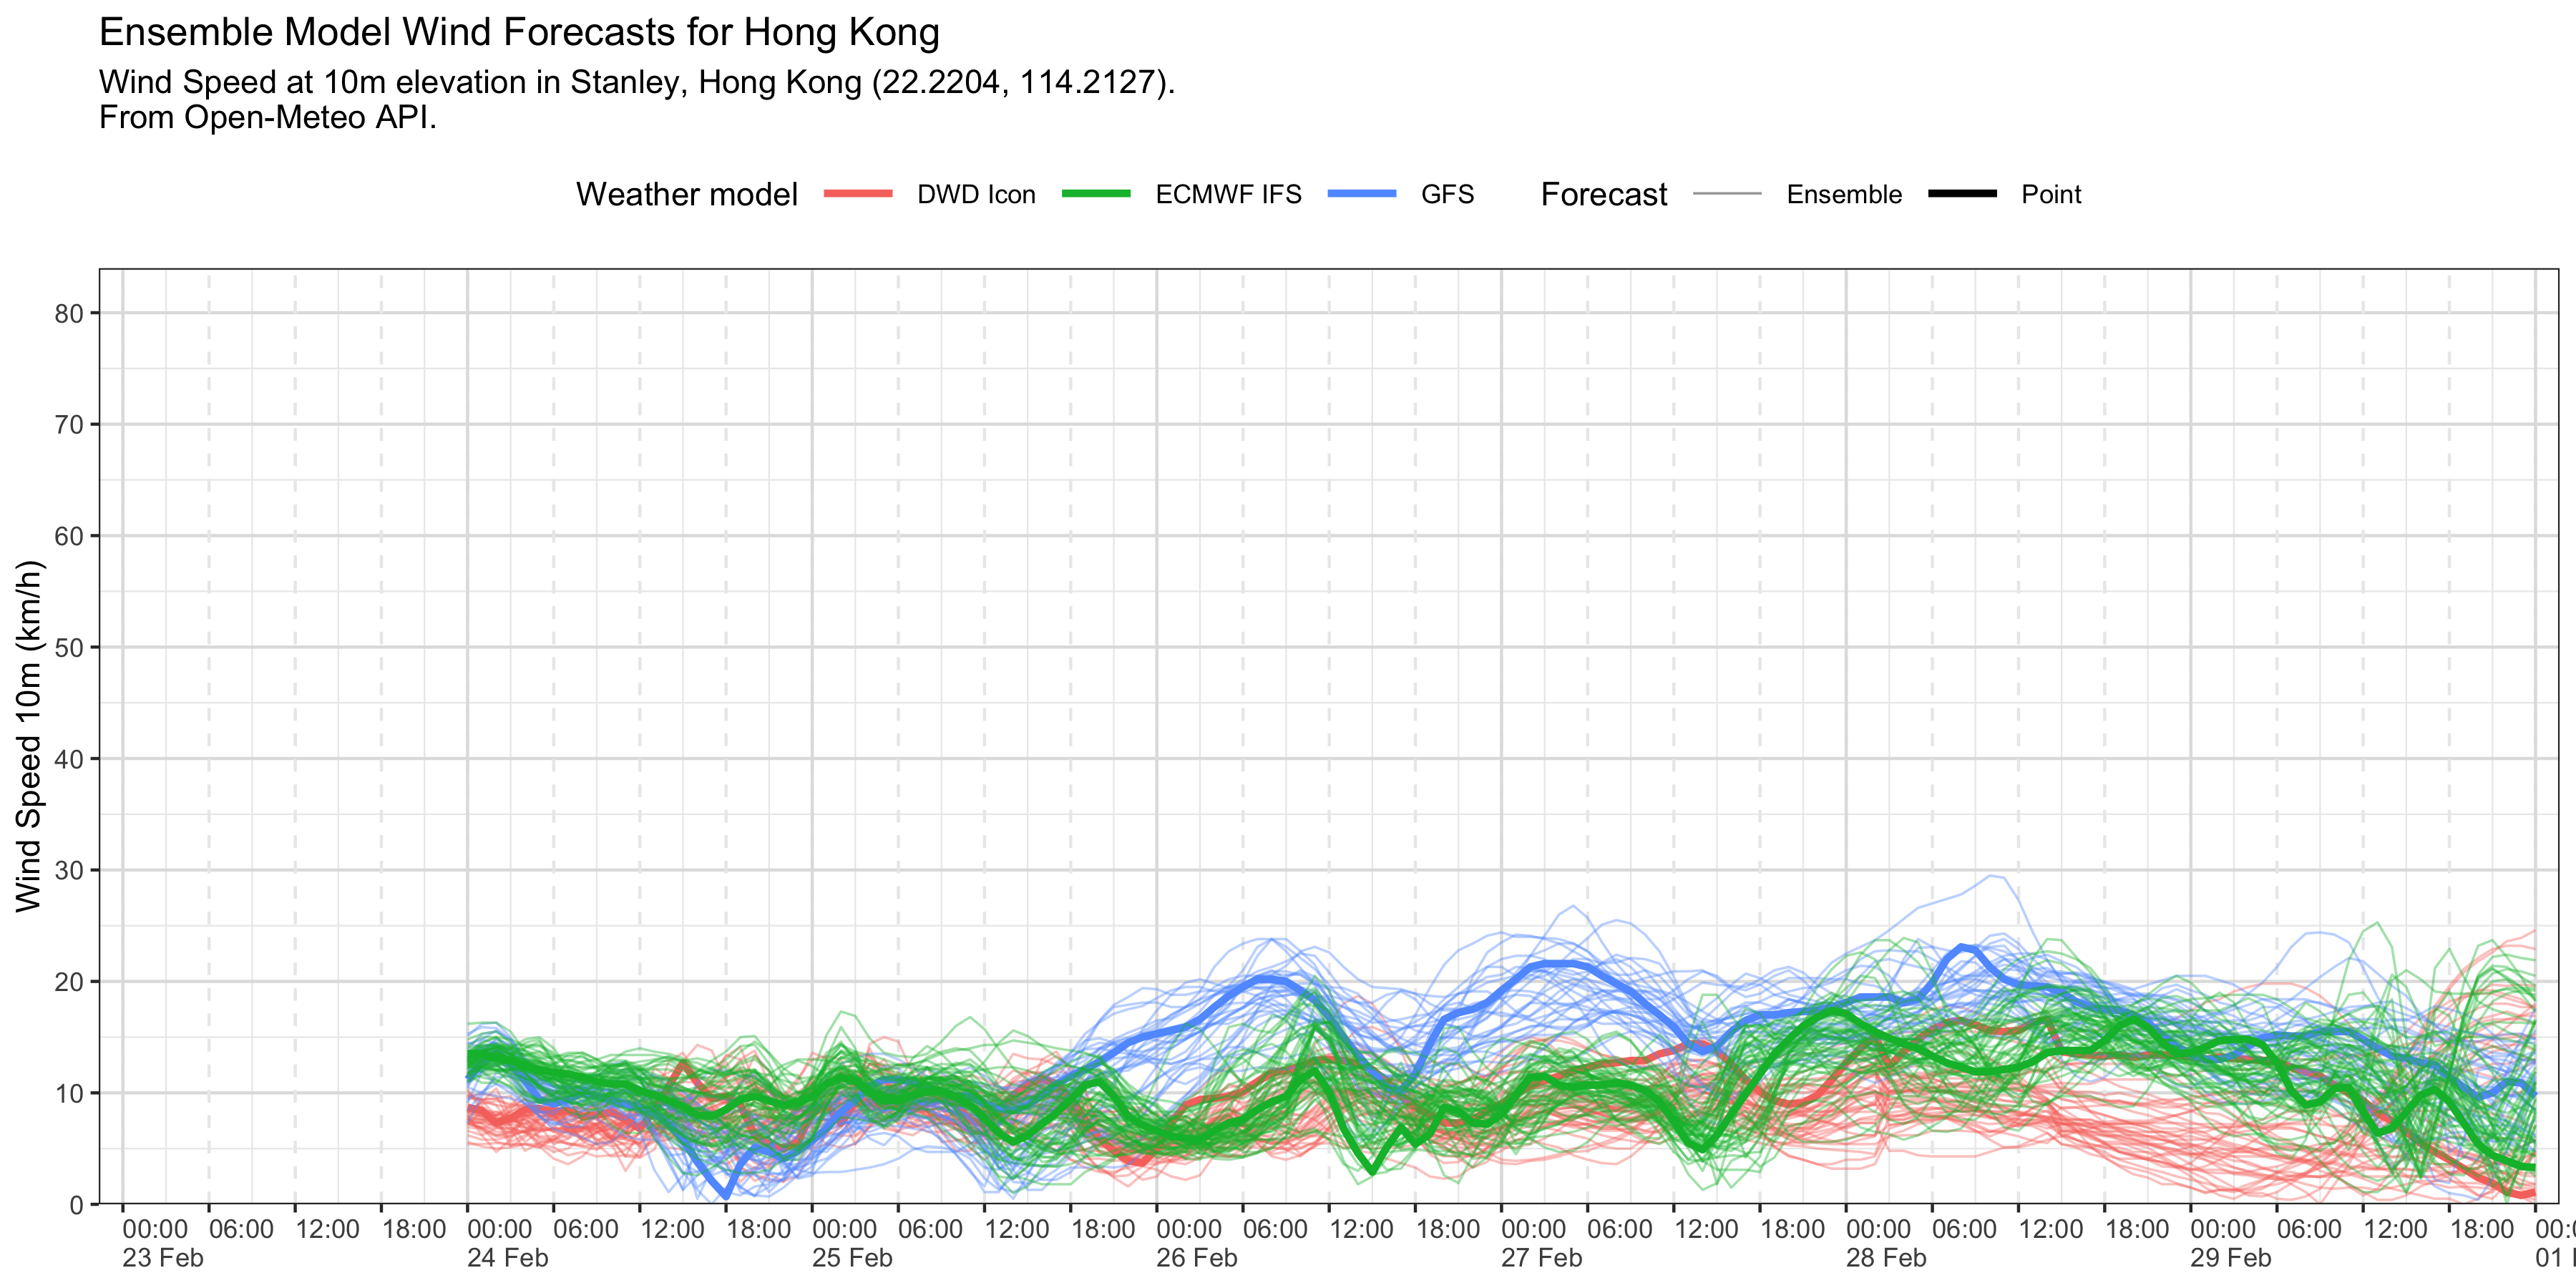 Ensemble Model Wind Forecasts for Hong Kong
Wind Speed at 10m elevation in Stanley, Hong Kong (22.2204, 114.2127).
From Open-Meteo API.
Weather model DWD Icon ECMWF IFS GFS Forecast Ensemble Point
Wind Speed 10m (km/h)
80
70
60
50
40
30
20
10
0
00:00 06:00 12:00 18:00 00:00 06:00 12:00 18:00 00:00 06:00 12:00 18:00 00:00 06:00 12:00 18:00 00:00 06:00 12:00 18:00 00:00 06:00 12:00 18:00 00:00 06:00 12:00 18:00
23 Feb 24 Feb 25 Feb 26 Feb 27 Feb 28 Feb 29 Feb 01